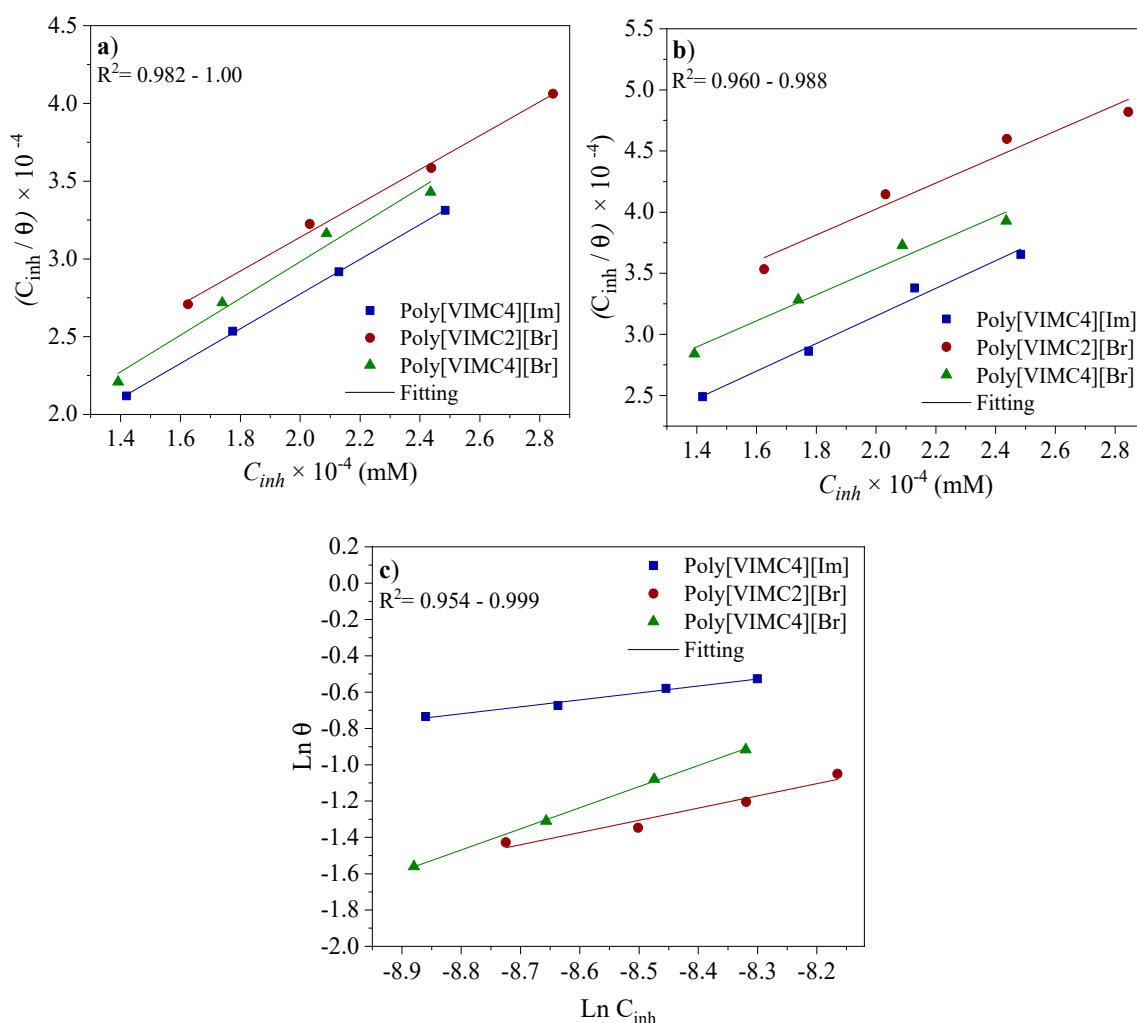 a)
R²= 0.982 - 1.00
4.5
4.0
3.5
3.0
2.5
2.0
(C_inh / θ) × 10⁻⁴
Poly[VIMC4][Im]
Poly[VIMC2][Br]
Poly[VIMC4][Br]
Fitting
1.4 1.6 1.8 2.0 2.2 2.4 2.6 2.8
C_inh × 10⁻⁴ (mM)
b)
R²= 0.960 - 0.988
5.5
5.0
4.5
4.0
3.5
3.0
2.5
(C_inh / θ) × 10⁻⁴)
Poly[VIMC4][Im]
Poly[VIMC2][Br]
Poly[VIMC4][Br]
Fitting
1.4 1.6 1.8 2.0 2.2 2.4 2.6 2.8
C_inh × 10⁻⁴ (mM)
c)
R²= 0.954 - 0.999
0.2
0.0
-0.2
-0.4
-0.6
-0.8
-1.0
-1.2
-1.4
-1.6
-1.8
-2.0
Ln θ
Poly[VIMC4][Im]
Poly[VIMC2][Br]
Poly[VIMC4][Br]
Fitting
-8.9 -8.8 -8.7 -8.6 -8.5 -8.4 -8.3 -8.2
Ln C_inh